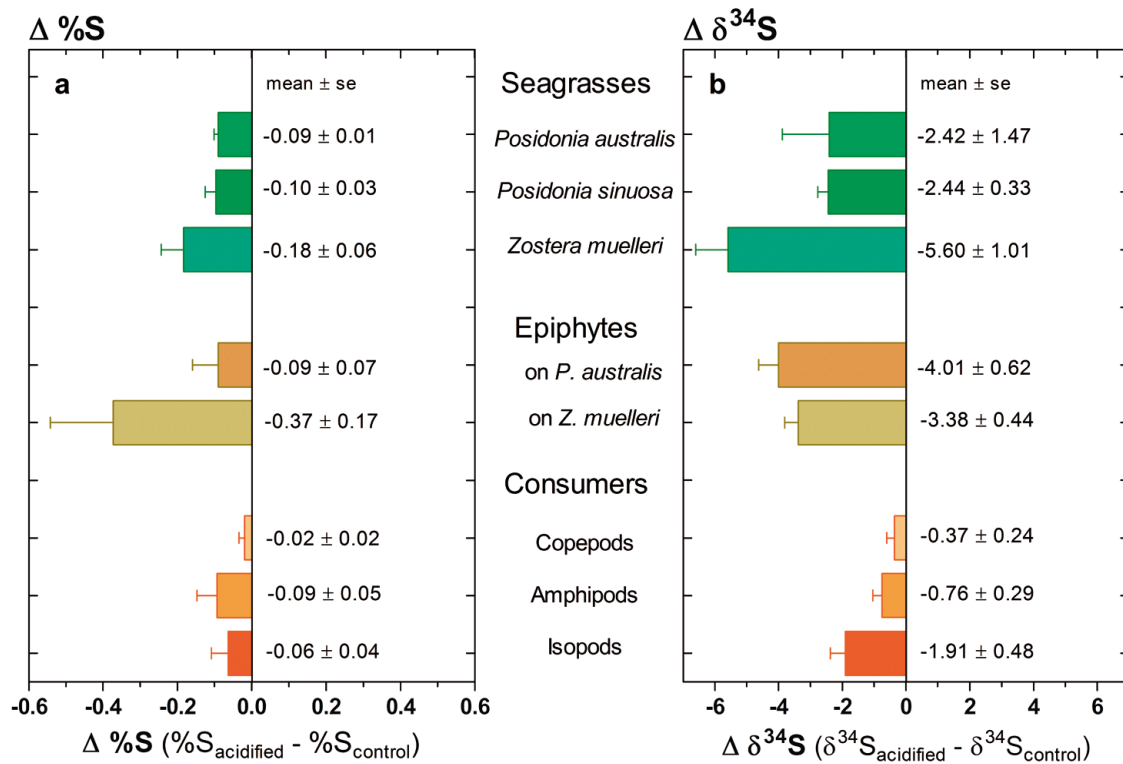 Δ %S
Δ δ³⁴S
a
mean ± se
Seagrasses
b
mean ± se
-0.09 ± 0.01
Posidonia australis
-2.42 ± 1.47
-0.10 ± 0.03
Posidonia sinuosa
-2.44 ± 0.33
-0.18 ± 0.06
Zostera muelleri
-5.60 ± 1.01
Epiphytes
-0.09 ± 0.07
on P. australis
-4.01 ± 0.62
-0.37 ± 0.17
on Z. muelleri
-3.38 ± 0.44
Consumers
-0.02 ± 0.02
Copepods
-0.37 ± 0.24
-0.09 ± 0.05
Amphipods
-0.76 ± 0.29
-0.06 ± 0.04
Isopods
-1.91 ± 0.48
-0.6 -0.4 -0.2 0.0 0.2 0.4 0.6
-6 -4 -2 0 2 4 6
Δ %S (%Sacidified - %Scontrol)
Δ δ³⁴S (δ³⁴Sacidified - δ³⁴Scontrol)